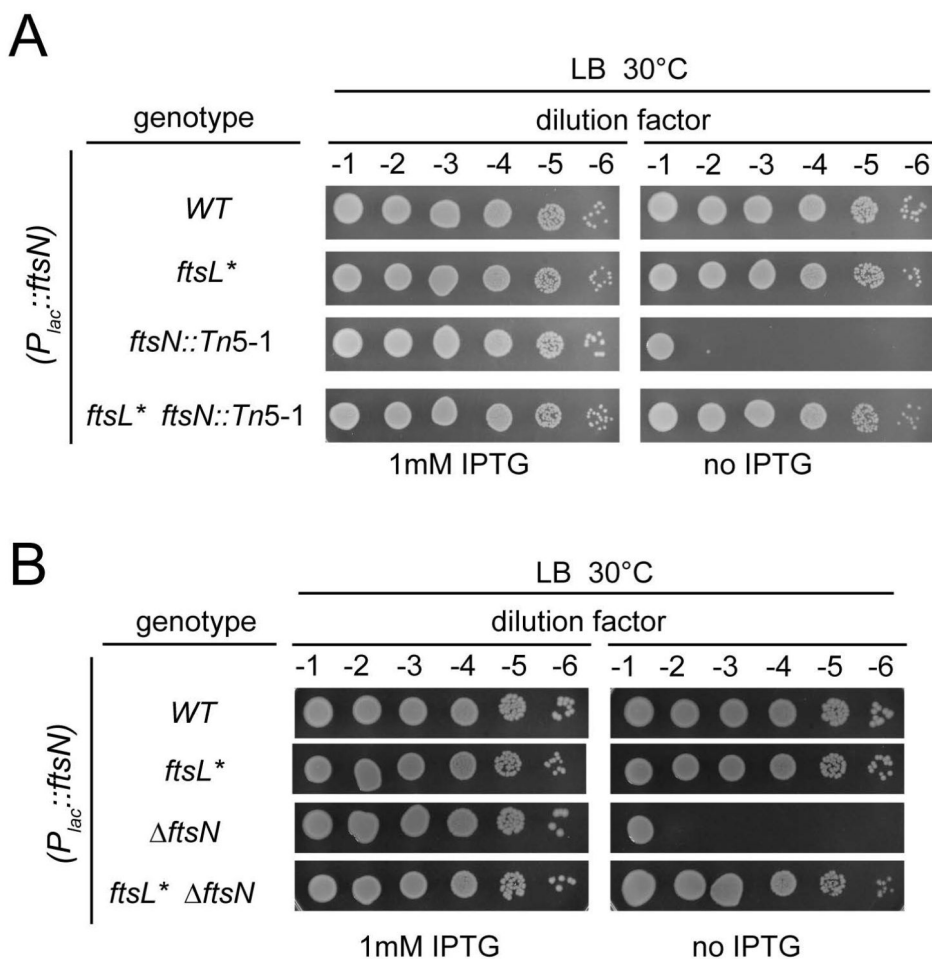 A
LB 30°C
genotype
dilution factor
-1 -2 -3 -4 -5 -6 -1 -2 -3 -4 -5 -6
(P lac ::ftsN)
WT
ftsL*
ftsN::Tn5-1
ftsL* ftsN::Tn5-1
1mM IPTG no IPTG
B
LB 30°C
genotype
dilution factor
-1 -2 -3 -4 -5 -6 -1 -2 -3 -4 -5 -6
(P lac ::ftsN)
WT
ftsL*
ΔftsN
ftsL* ΔftsN
1mM IPTG no IPTG